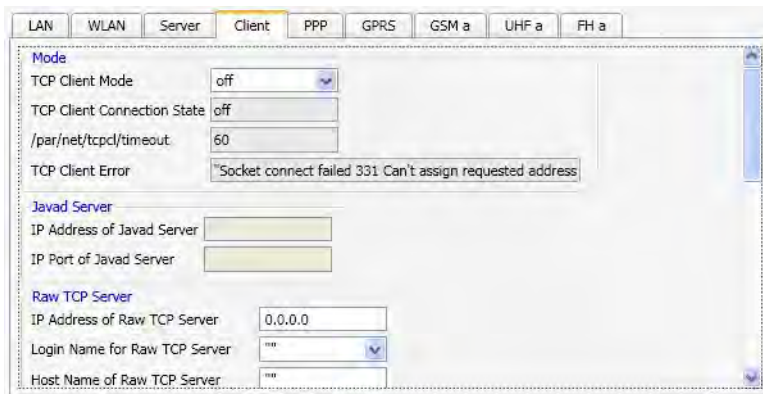 LAN WLAN Server Client PPP GPRS GSM a UHF a FH a
Mode
TCP Client Mode off
TCP Client Connection State off
/par/net/tcpcl/timeout 60
TCP Client Error "Socket connect failed 331 Can't assign requested address
Javad Server
IP Address of Javad Server
IP Port of Javad Server
Raw TCP Server
IP Address of Raw TCP Server 0.0.0.0
Login Name for Raw TCP Server ""
Host Name of Raw TCP Server ""